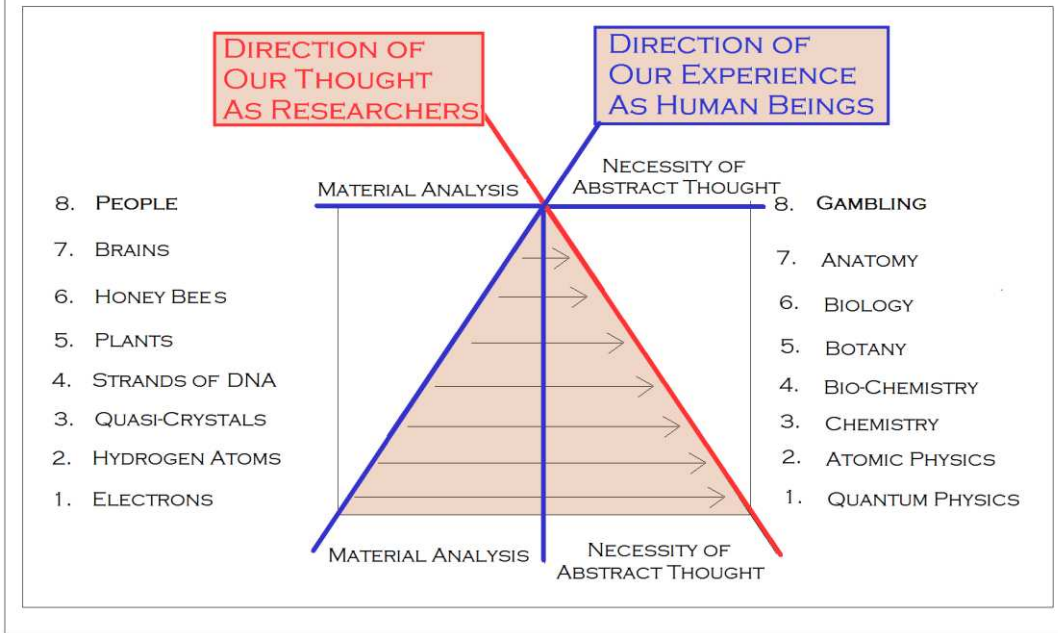 DIRECTION OF
OUR THOUGHT
AS RESEARCHERS
DIRECTION OF
OUR EXPERIENCE
AS HUMAN BEINGS
MATERIAL ANALYSIS
NECESSITY OF
ABSTRACT THOUGHT
8. PEOPLE
7. BRAINS
6. HONEY BEES
5. PLANTS
4. STRANDS OF DNA
3. QUASI-CRYSTALS
2. HYDROGEN ATOMS
1. ELECTRONS
8. GAMBLING
7. ANATOMY
6. BIOLOGY
5. BOTANY
4. BIO-CHEMISTRY
3. CHEMISTRY
2. ATOMIC PHYSICS
1. QUANTUM PHYSICS
MATERIAL ANALYSIS
NECESSITY OF
ABSTRACT THOUGHT